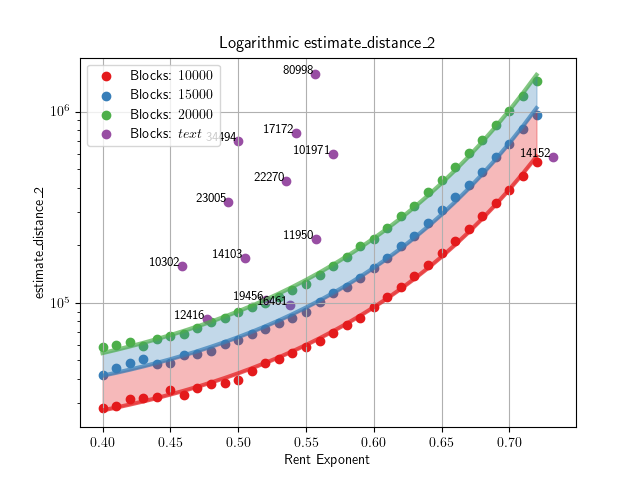 Logarithmic estimate_distance_2
Blocks: 10000
Blocks: 15000
Blocks: 20000
Blocks: text
80998
34494
17172
101971
14152
22270
23005
11950
14103
10302
19456
16461
12416
10^6
10^5
estimate_distance_2
0.40 0.45 0.50 0.55 0.60 0.65 0.70
Rent Exponent